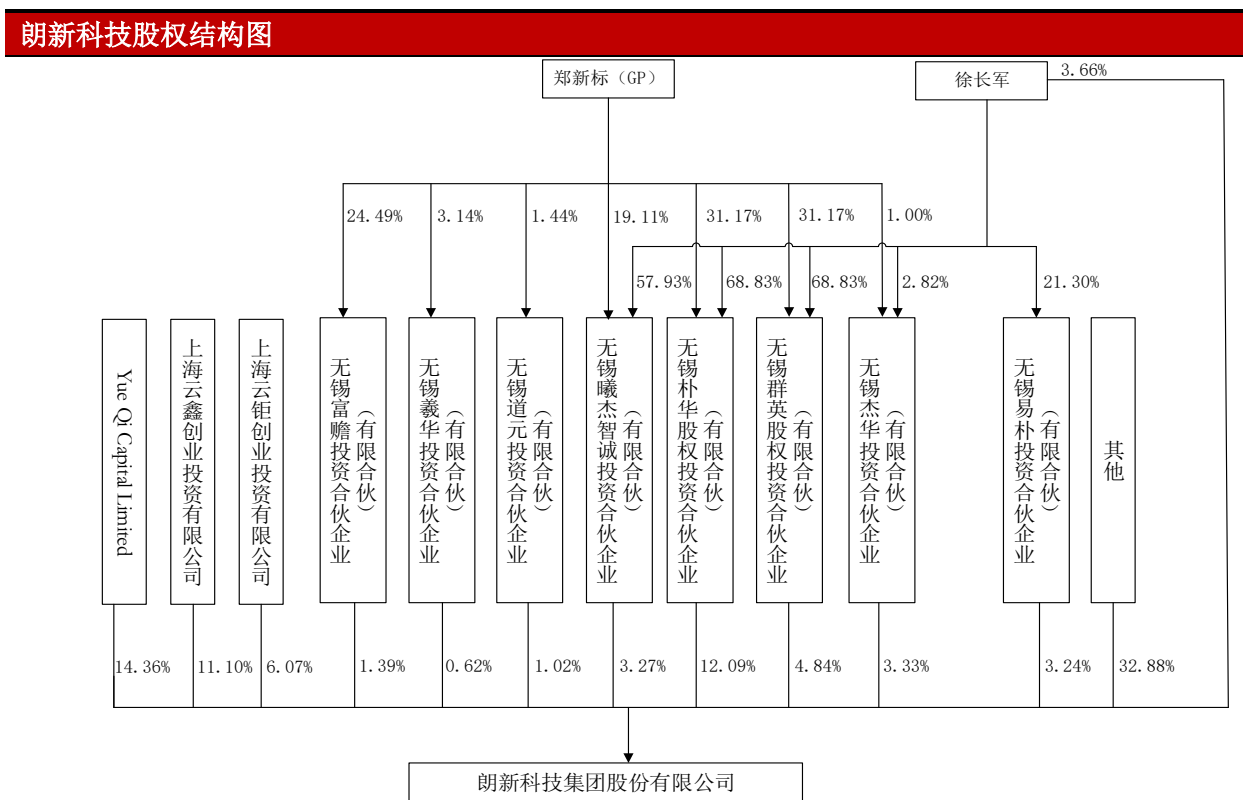 朗新科技股权结构图
郑新标（GP）
徐长军
3.66%
24.49%
3.14%
1.44%
19.11%
31.17%
31.17%
1.00%
57.93%
68.83%
68.83%
2.82%
21.30%
Yue Qi Capital Limited
上海云鑫创业投资有限公司
上海云钜创业投资有限公司
无锡富赡投资合伙企业
（有限合伙）
无锡羲华投资合伙企业
（有限合伙）
无锡道元投资合伙企业
（有限合伙）
无锡曦杰智诚投资合伙企业
（有限合伙）
无锡朴华股权投资合伙企业
（有限合伙）
无锡群英股权投资合伙企业
（有限合伙）
无锡杰华投资合伙企业
（有限合伙）
无锡易朴投资合伙企业
（有限合伙）
其他
14.36%
11.10%
6.07%
1.39%
0.62%
1.02%
3.27%
12.09%
4.84%
3.33%
3.24%
32.88%
朗新科技集团股份有限公司